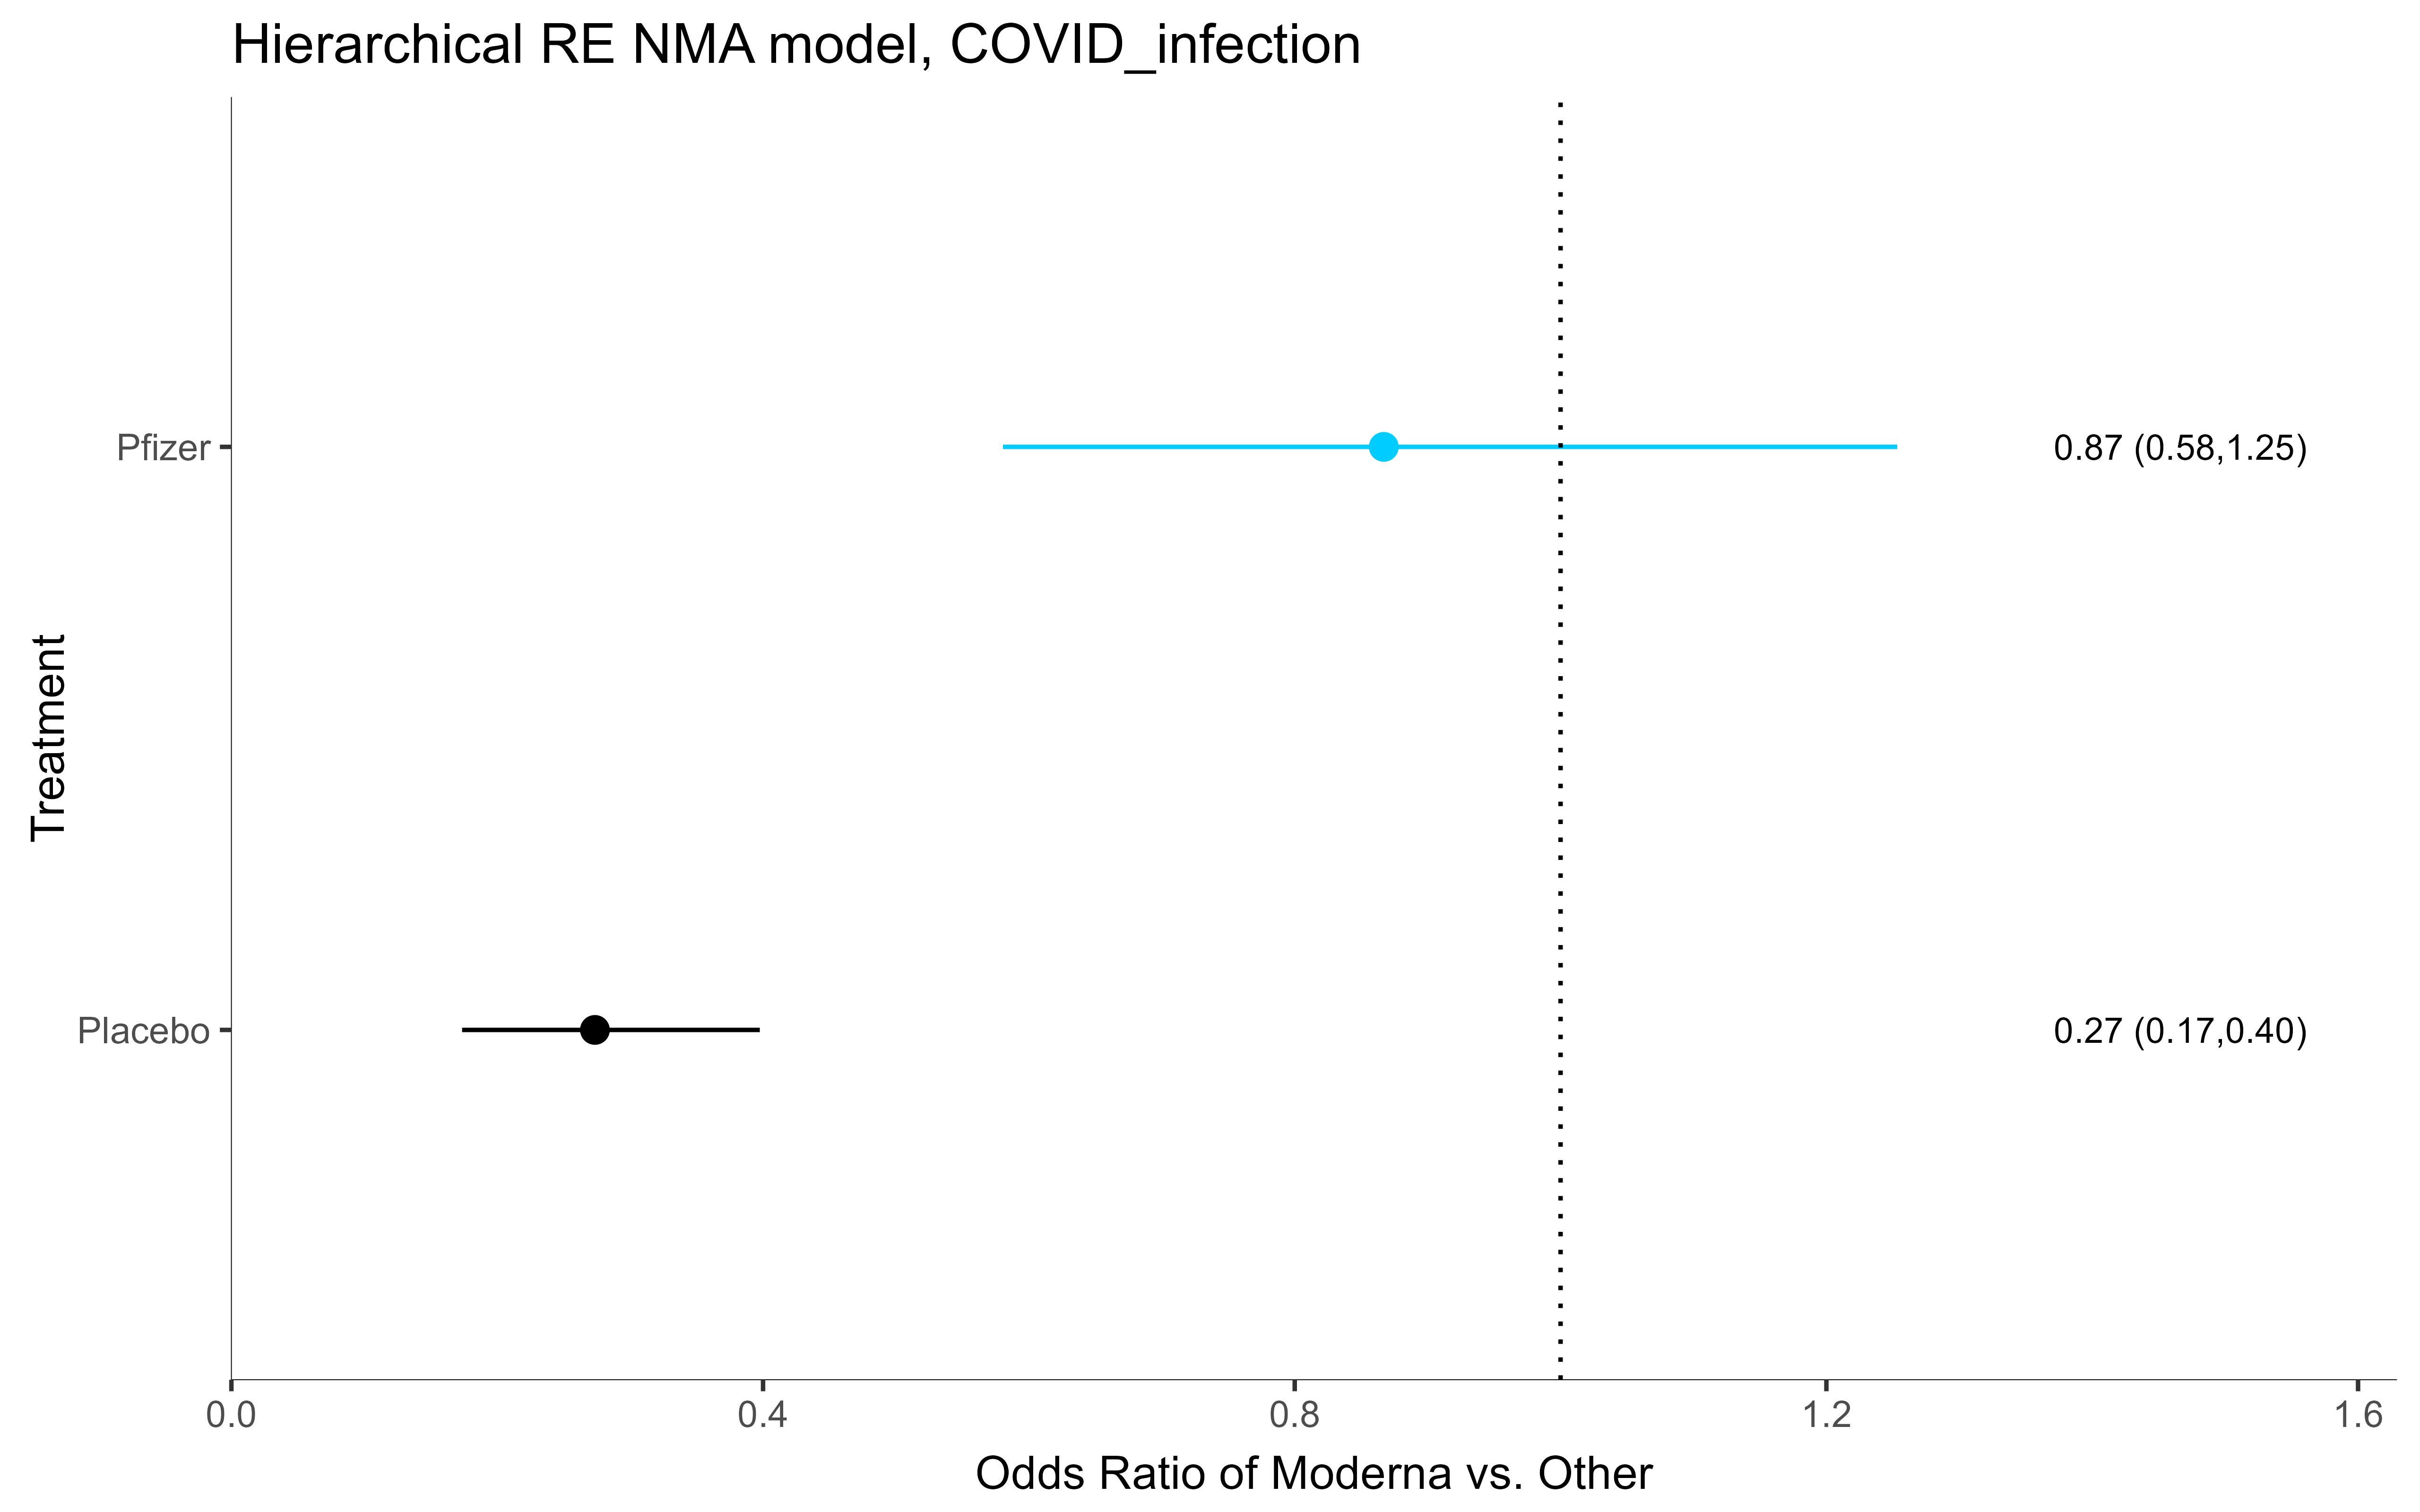 Hierarchical RE NMA model, COVID_infection
Treatment
Pfizer
0.87 (0.58,1.25)
Placebo
0.27 (0.17,0.40)
0.0 0.4 0.8 1.2 1.6
Odds Ratio of Moderna vs. Other